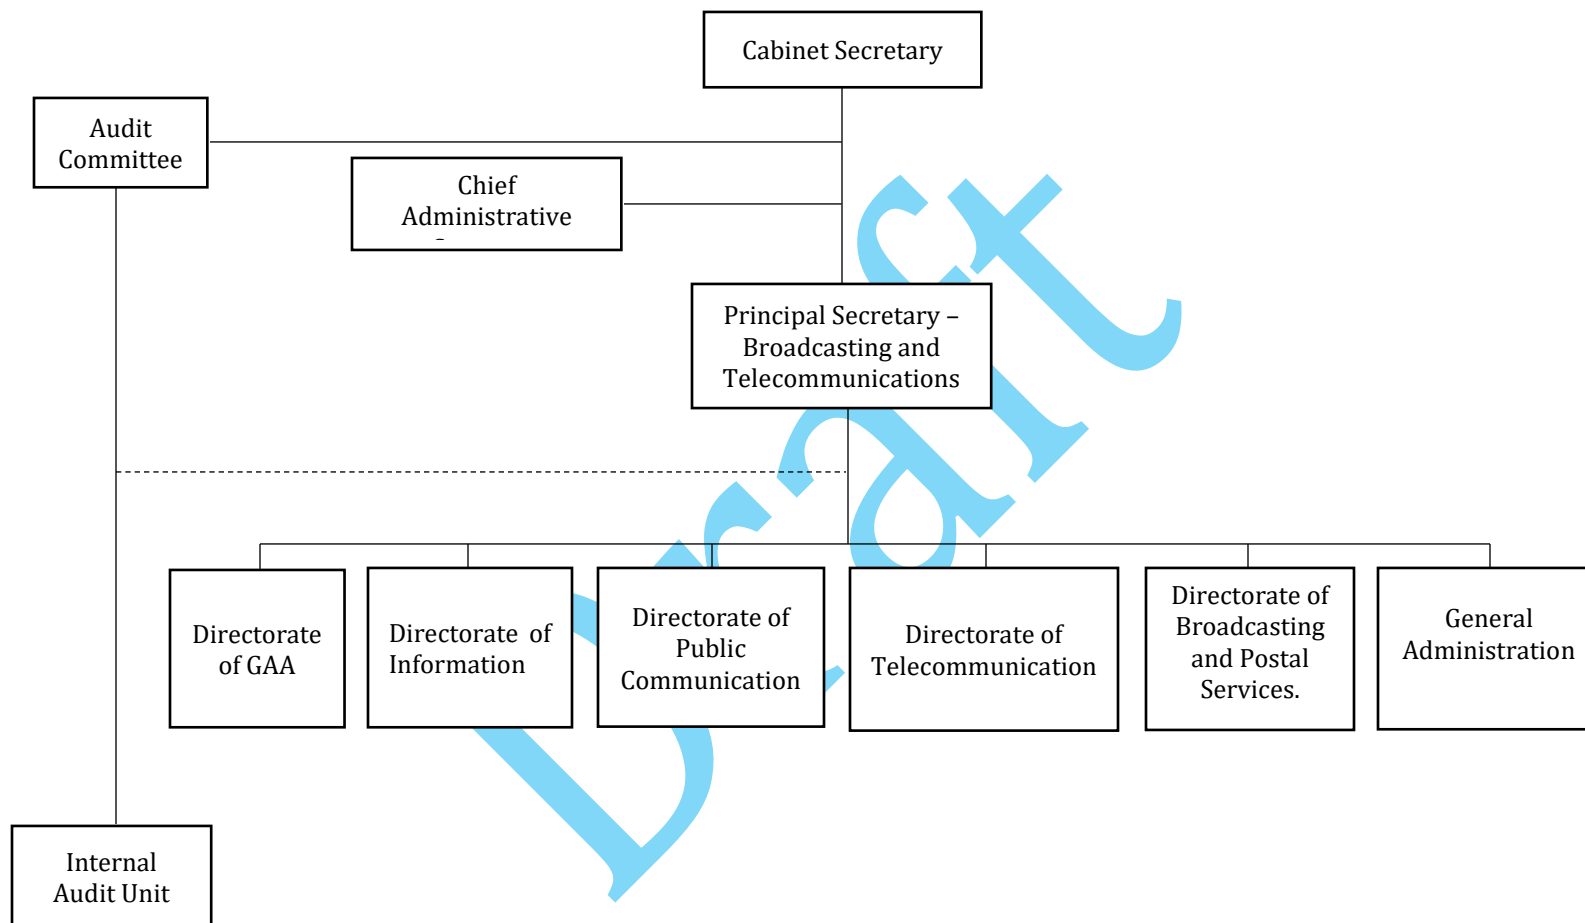 Cabinet Secretary
Audit
Committee
Chief
Administrative
Principal Secretary –
Broadcasting and
Telecommunications
Directorate
of GAA
Directorate of
Information
Directorate of
Public
Communication
Directorate of
Telecommunication
Directorate of
Broadcasting
and Postal
Services.
General
Administration
Internal
Audit Unit
Draft